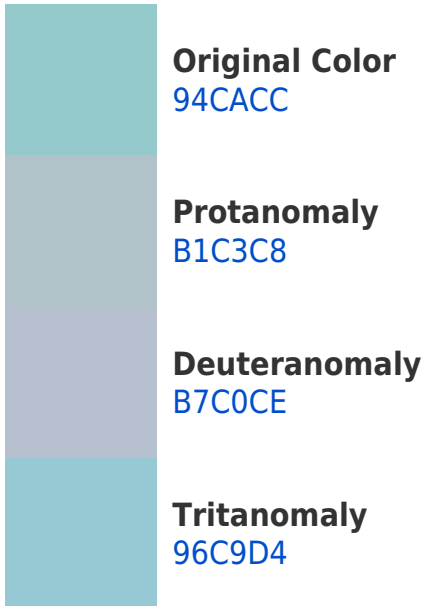 Original Color
94CACC
Protanomaly
B1C3C8
Deuteranomaly
B7C0CE
Tritanomaly
96C9D4